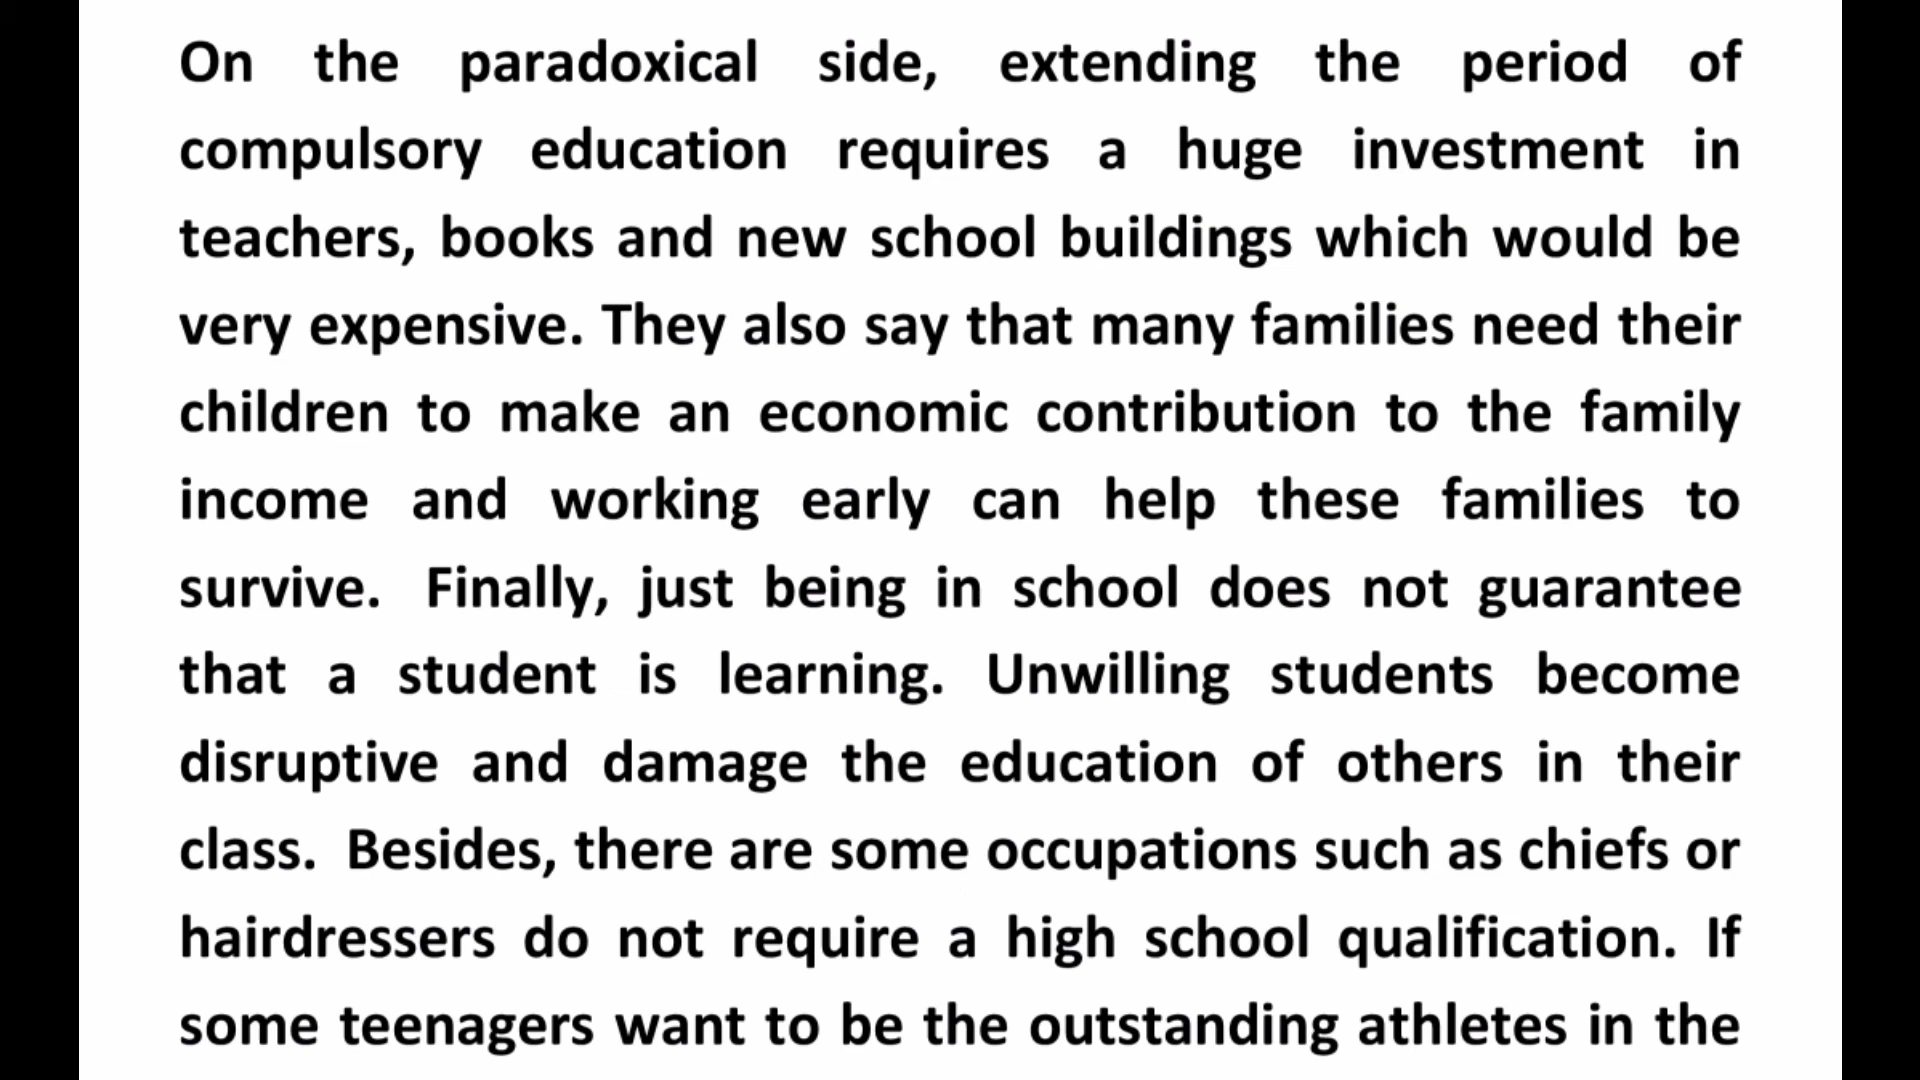 On the paradoxical side, extending the period of
compulsory education requires a huge investment in
teachers, books and new school buildings which would be
very expensive. They also say that many families need their
children to make an economic contribution to the family
income and working early can help these families to
survive. Finally, just being in school does not guarantee
that a student is learning. Unwilling students become
disruptive and damage the education of others in their
class. Besides, there are some occupations such as chiefs or
hairdressers do not require a high school qualification. If
some teenagers want to be the outstanding athletes in the